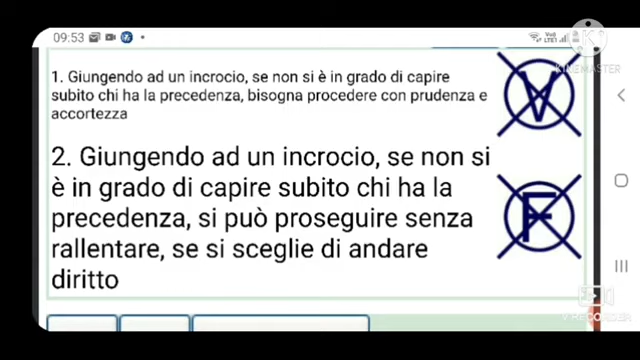 09:53
KINEMASTER
1. Giungendo ad un incrocio, se non si è in grado di capire
subito chi ha la precedenza, bisogna procedere con prudenza e
accortezza
V
2. Giungendo ad un incrocio, se non si
è in grado di capire subito chi ha la
precedenza, si può proseguire senza
rallentare, se si sceglie di andare
diritto
F
V RECORDER